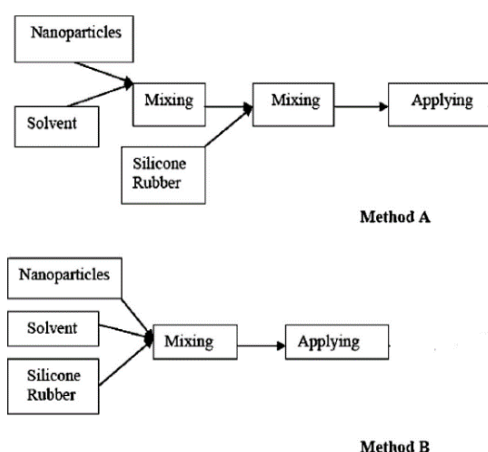 Nanoparticles
Solvent
Mixing
Silicone
Rubber
Mixing
Applying
Method A
Nanoparticles
Solvent
Silicone
Rubber
Mixing
Applying
Method B